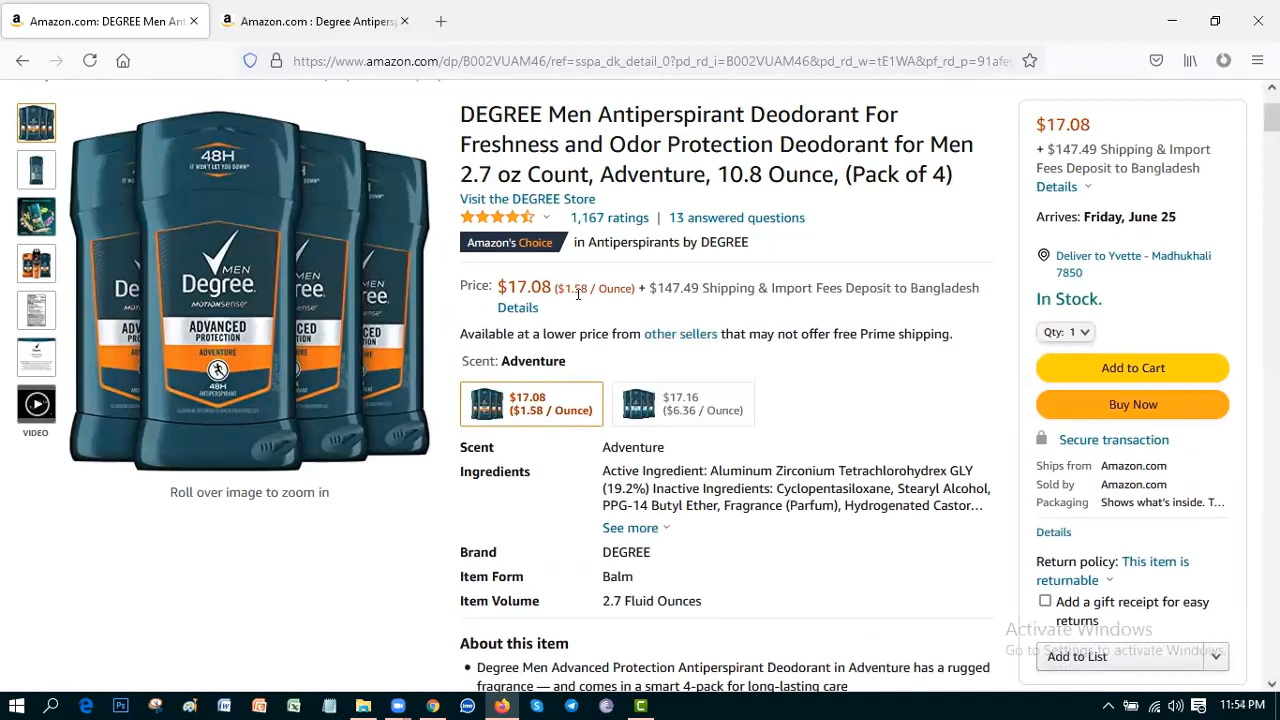 Amazon.com: DEGREE Men Ant
Amazon.com : Degree Antipers
https://www.amazon.com/dp/B002VUAM46/ref=sspa_dk_detail_0?pd_rd_i=B002VUAM46&pd_rd_w=tE1WA&pf_rd_p=91afe
DEGREE Men Antiperspirant Deodorant For
Freshness and Odor Protection Deodorant for Men
2.7 oz Count, Adventure, 10.8 Ounce, (Pack of 4)
Visit the DEGREE Store
1,167 ratings | 13 answered questions
Amazon's Choice in Antiperspirants by DEGREE
Price: $17.08 ($1.58 / Ounce) + $147.49 Shipping & Import Fees Deposit to Bangladesh
Details
Available at a lower price from other sellers that may not offer free Prime shipping.
Scent: Adventure
$17.08
($1.58 / Ounce)
$17.16
($6.36 / Ounce)
Scent Adventure
Ingredients Active Ingredient: Aluminum Zirconium Tetrachlorohydrex GLY
(19.2%) Inactive Ingredients: Cyclopentasiloxane, Stearyl Alcohol,
PPG-14 Butyl Ether, Fragrance (Parfum), Hydrogenated Castor...
See more
Brand DEGREE
Item Form Balm
Item Volume 2.7 Fluid Ounces
About this item
• Degree Men Advanced Protection Antiperspirant Deodorant in Adventure has a rugged
fragrance — and comes in a smart 4-pack for long-lasting care
48H
IT WON'T LET YOU DOWN
MEN
Degree
MOTIONSENSE
ADVANCED
PROTECTION
ADVENTURE
48H
ANTIPERSPIRANT
VIDEO
Roll over image to zoom in
$17.08
+ $147.49 Shipping & Import
Fees Deposit to Bangladesh
Details
Arrives: Friday, June 25
Deliver to Yvette - Madhukhali
7850
In Stock.
Qty: 1
Add to Cart
Buy Now
Secure transaction
Ships from Amazon.com
Sold by Amazon.com
Packaging Shows what's inside. T...
Details
Return policy: This item is
returnable
Add a gift receipt for easy
returns
Activate Windows
Go to Settings to activate Windows.
Add to List
11:54 PM